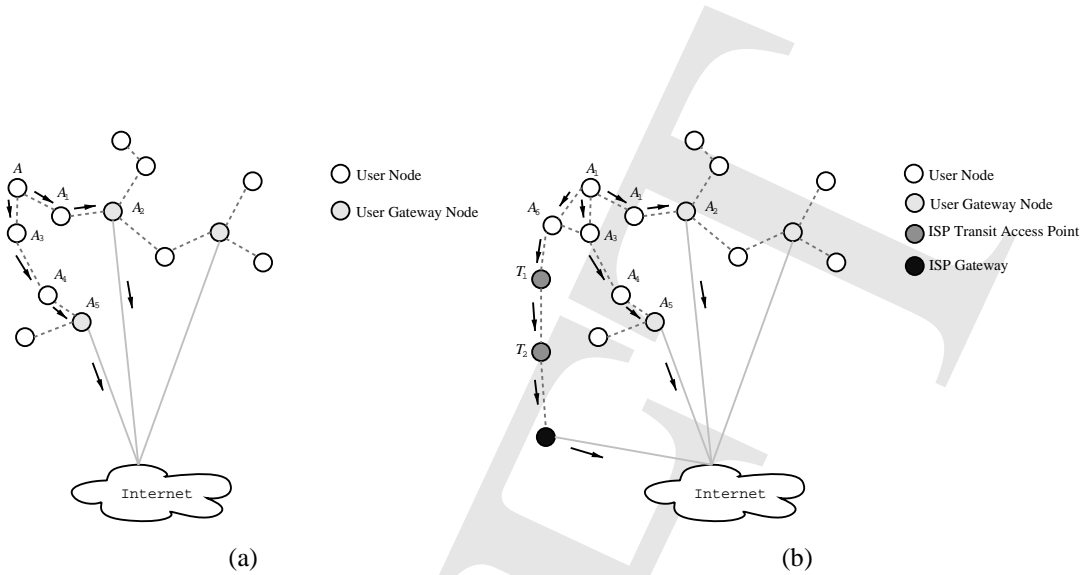 A
A1
A2
A3
A4
A5
User Node
User Gateway Node
Internet
(a)
A1
A1
A2
A6
A3
T1
A4
A5
T2
User Node
User Gateway Node
ISP Transit Access Point
ISP Gateway
Internet
(b)